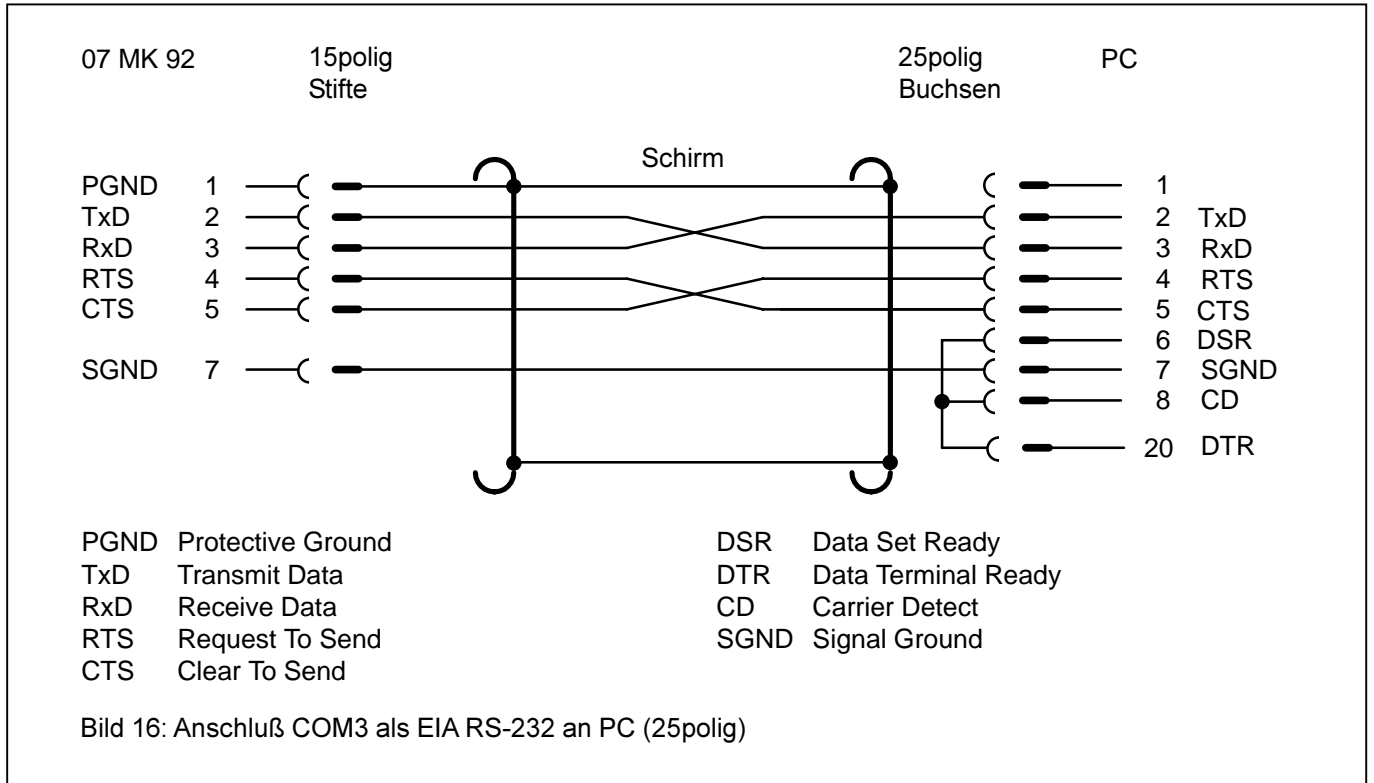 07 MK 92 15polig 25polig PC
Stifte Buchsen
Schirm
PGND 1 1
TxD 2 2 TxD
RxD 3 3 RxD
RTS 4 4 RTS
CTS 5 5 CTS
6 DSR
SGND 7 7 SGND
8 CD
20 DTR
PGND Protective Ground DSR Data Set Ready
TxD Transmit Data DTR Data Terminal Ready
RxD Receive Data CD Carrier Detect
RTS Request To Send SGND Signal Ground
CTS Clear To Send
Bild 16: Anschluß COM3 als EIA RS-232 an PC (25polig)